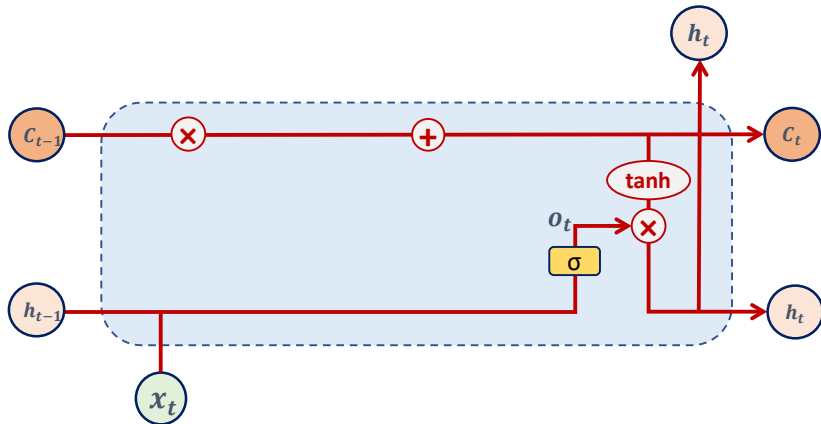 h_t
C_{t-1}
×
+
C_t
tanh
o_t
×
σ
h_{t-1}
h_t
x_t